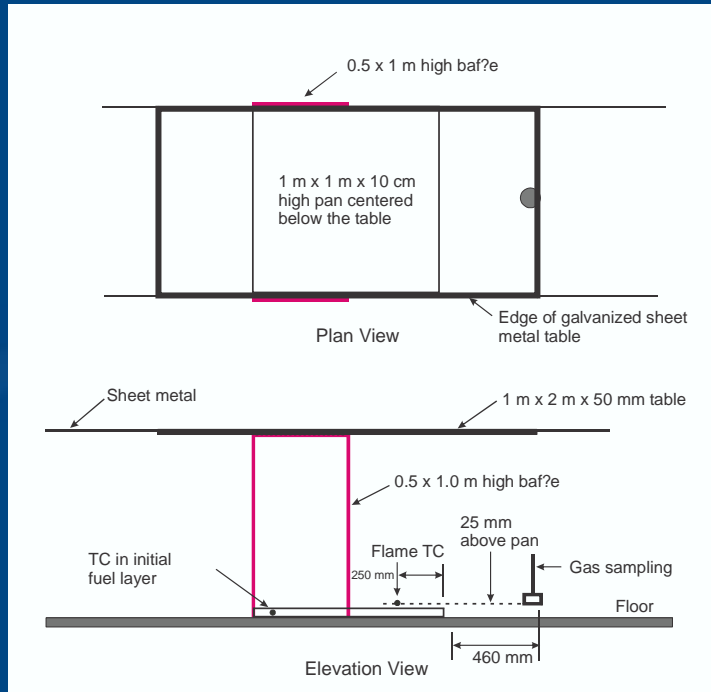 0.5 x 1 m high baf?e
1 m x 1 m x 10 cm
high pan centered
below the table
Edge of galvanized sheet
metal table
Plan View
Sheet metal
1 m x 2 m x 50 mm table
0.5 x 1.0 m high baf?e
25 mm
above pan
Flame TC
TC in initial
fuel layer
250 mm
Gas sampling
Floor
460 mm
Elevation View